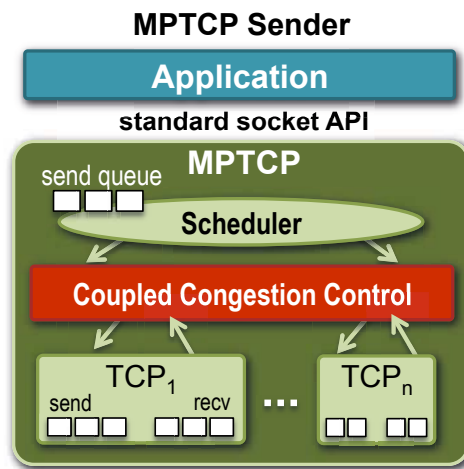 MPTCP Sender
Application
standard socket API
MPTCP
send queue
Scheduler
Coupled Congestion Control
TCP1
send recv
...
TCPn